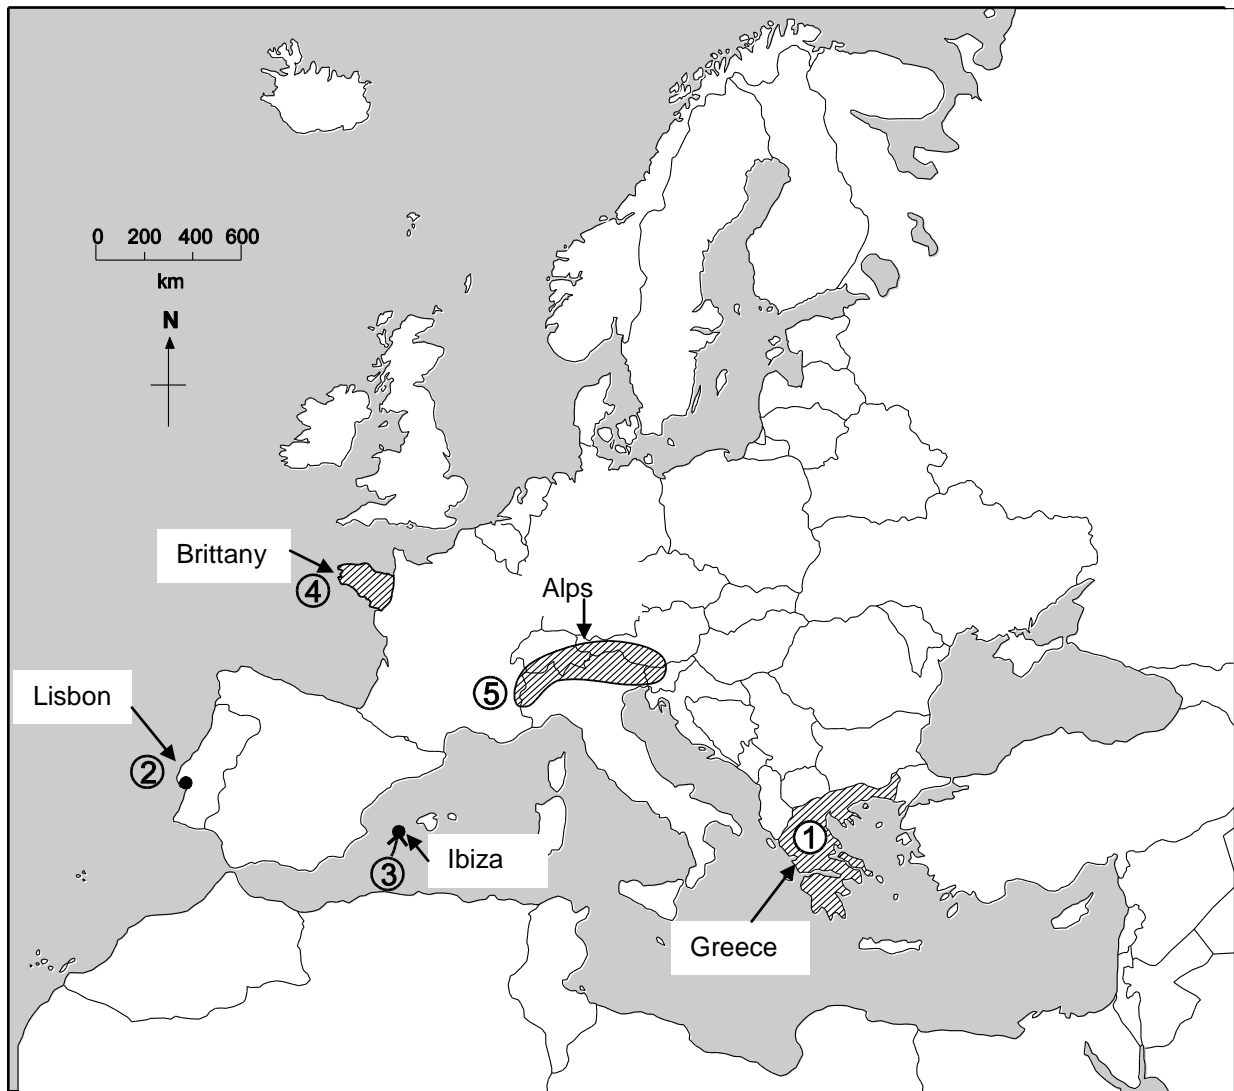 0 200 400 600
km
N
Brittany
④
Alps
Lisbon
⑤
②
①
Ibiza
③
Greece